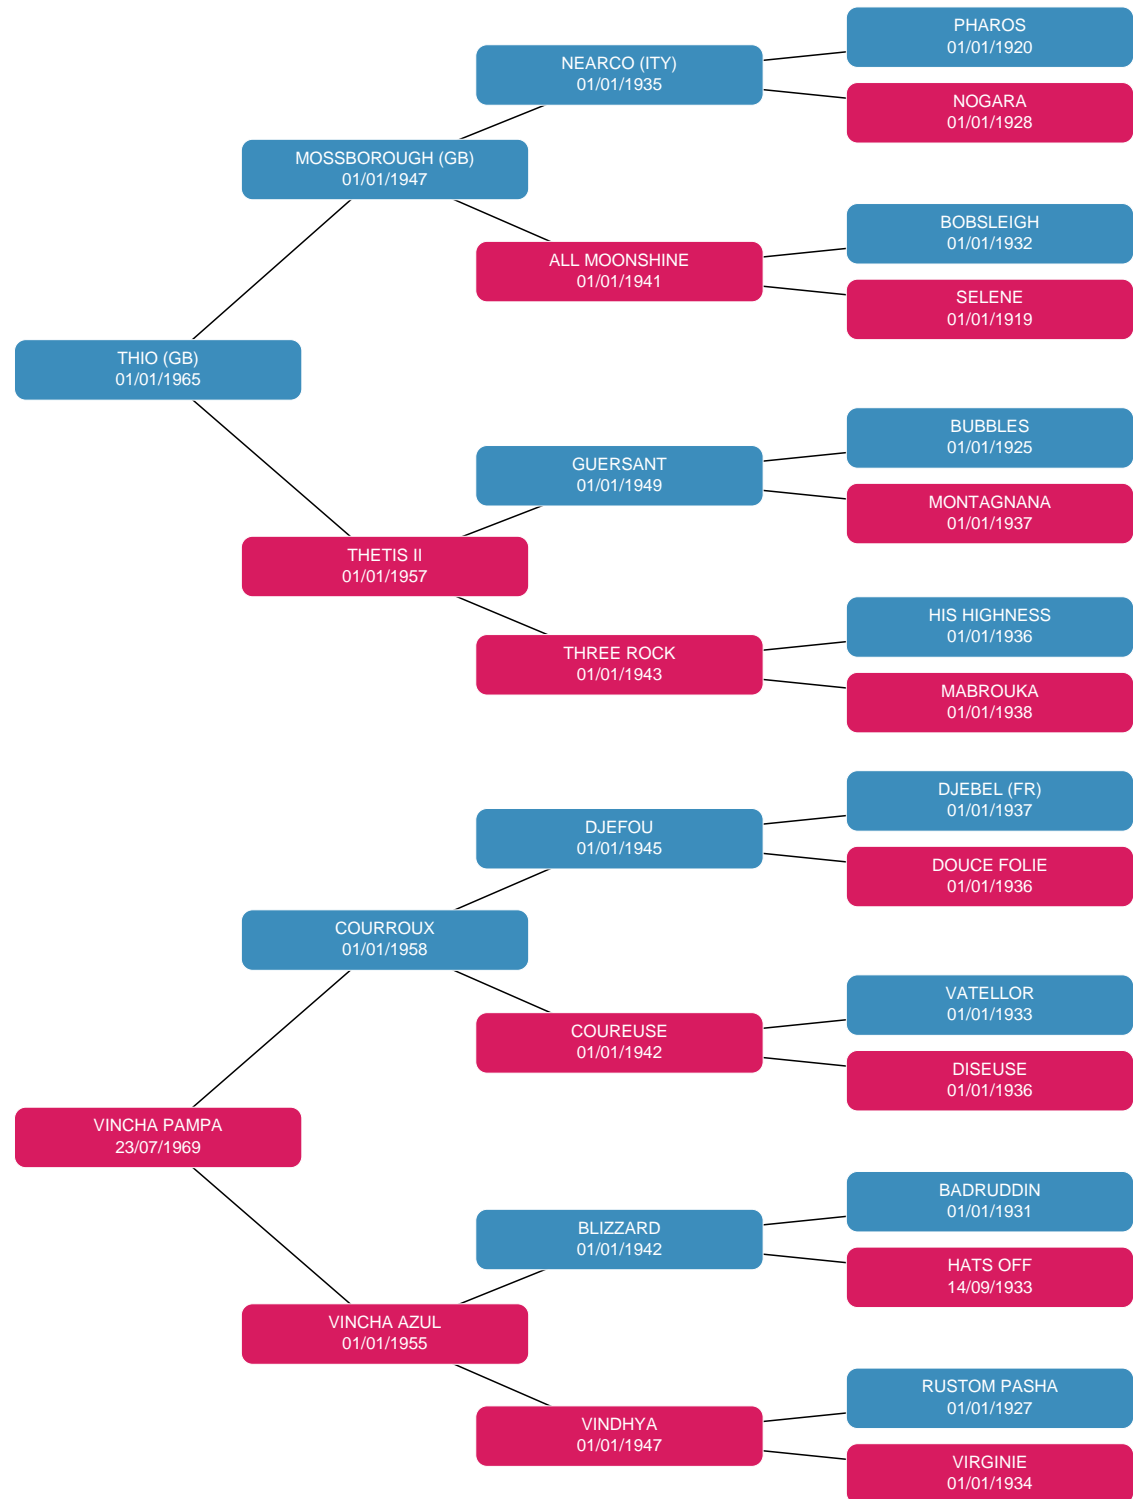 PHAROS
01/01/1920
NEARCO (ITY)
01/01/1935
NOGARA
01/01/1928
MOSSBOROUGH (GB)
01/01/1947
BOBSLEIGH
01/01/1932
ALL MOONSHINE
01/01/1941
SELENE
01/01/1919
THIO (GB)
01/01/1965
BUBBLES
01/01/1925
GUERSANT
01/01/1949
MONTAGNANA
01/01/1937
THETIS II
01/01/1957
HIS HIGHNESS
01/01/1936
THREE ROCK
01/01/1943
MABROUKA
01/01/1938
DJEBEL (FR)
01/01/1937
DJEFOU
01/01/1945
DOUCE FOLIE
01/01/1936
COURROUX
01/01/1958
VATELLOR
01/01/1933
COUREUSE
01/01/1942
DISEUSE
01/01/1936
VINCHA PAMPA
23/07/1969
BADRUDDIN
01/01/1931
BLIZZARD
01/01/1942
HATS OFF
14/09/1933
VINCHA AZUL
01/01/1955
RUSTOM PASHA
01/01/1927
VINDHYA
01/01/1947
VIRGINIE
01/01/1934